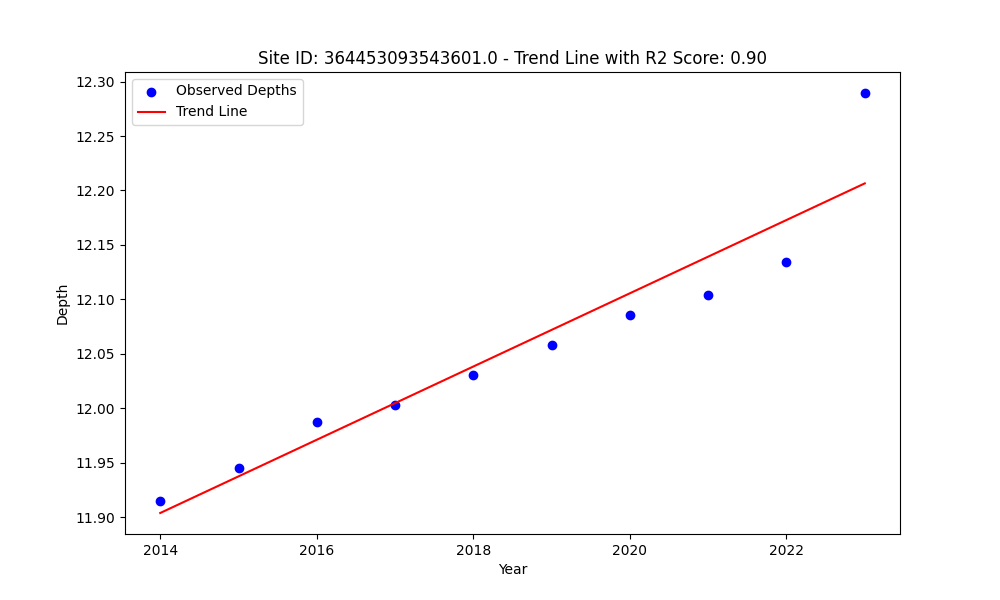 Site ID: 364453093543601.0 - Trend Line with R2 Score: 0.90
Observed Depths
Trend Line
12.30
12.25
12.20
12.15
12.10
12.05
12.00
11.95
11.90
Depth
2014 2016 2018 2020 2022
Year